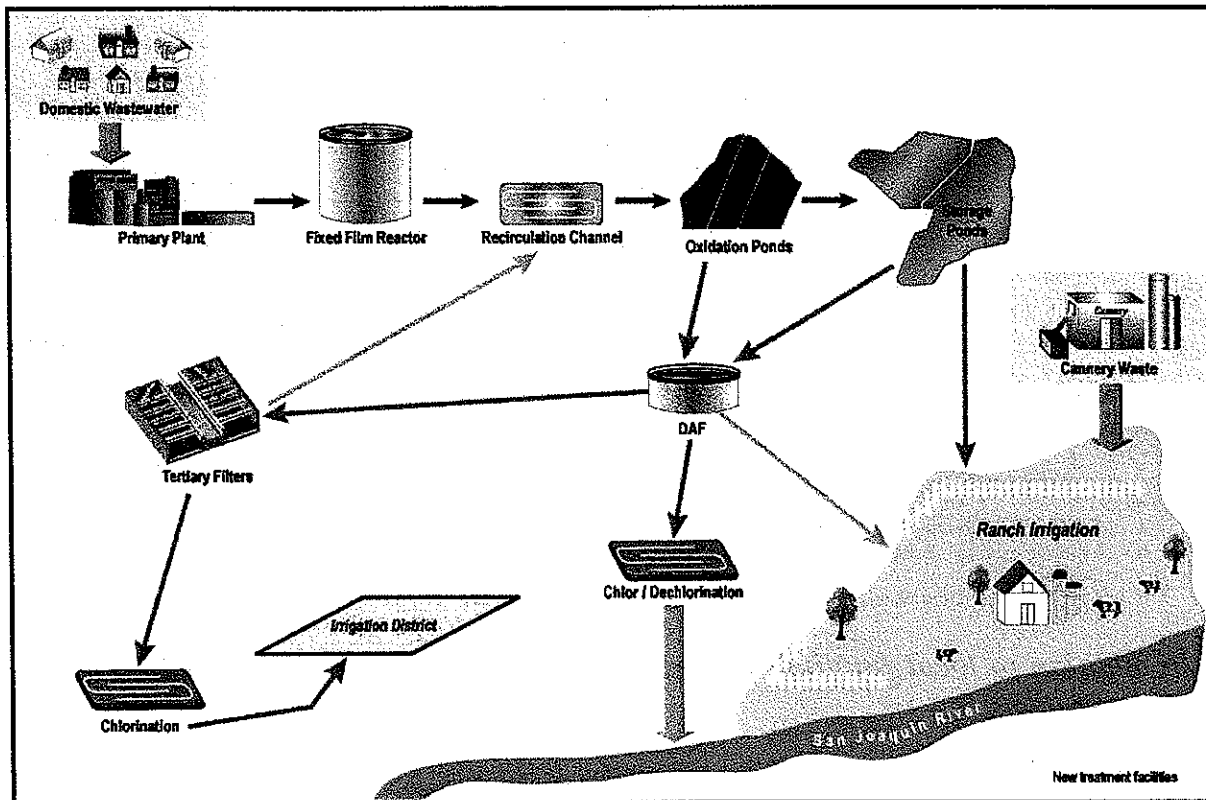 Domestic Wastewater
Primary Plant
Fixed Film Reactor
Recirculation Channel
Oxidation Ponds
Storage
Ponds
Cannery
Cannery Waste
DAF
Tertiary Filters
Ranch Irrigation
Chlor / Dechlorination
Irrigation District
Chlorination
San Joaquin River
New treatment facilities